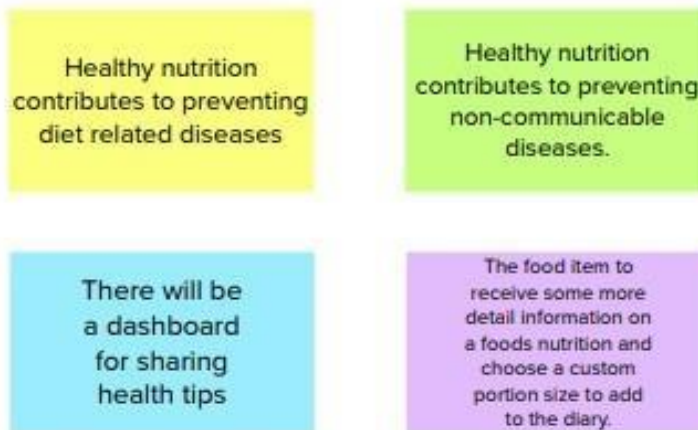 Healthy nutrition
contributes to preventing
diet related diseases
Healthy nutrition
contributes to preventing
non-communicable
diseases.
There will be
a dashboard
for sharing
health tips
The food item to
receive some more
detail information on
a foods nutrition and
choose a custom
portion size to add
to the diary.